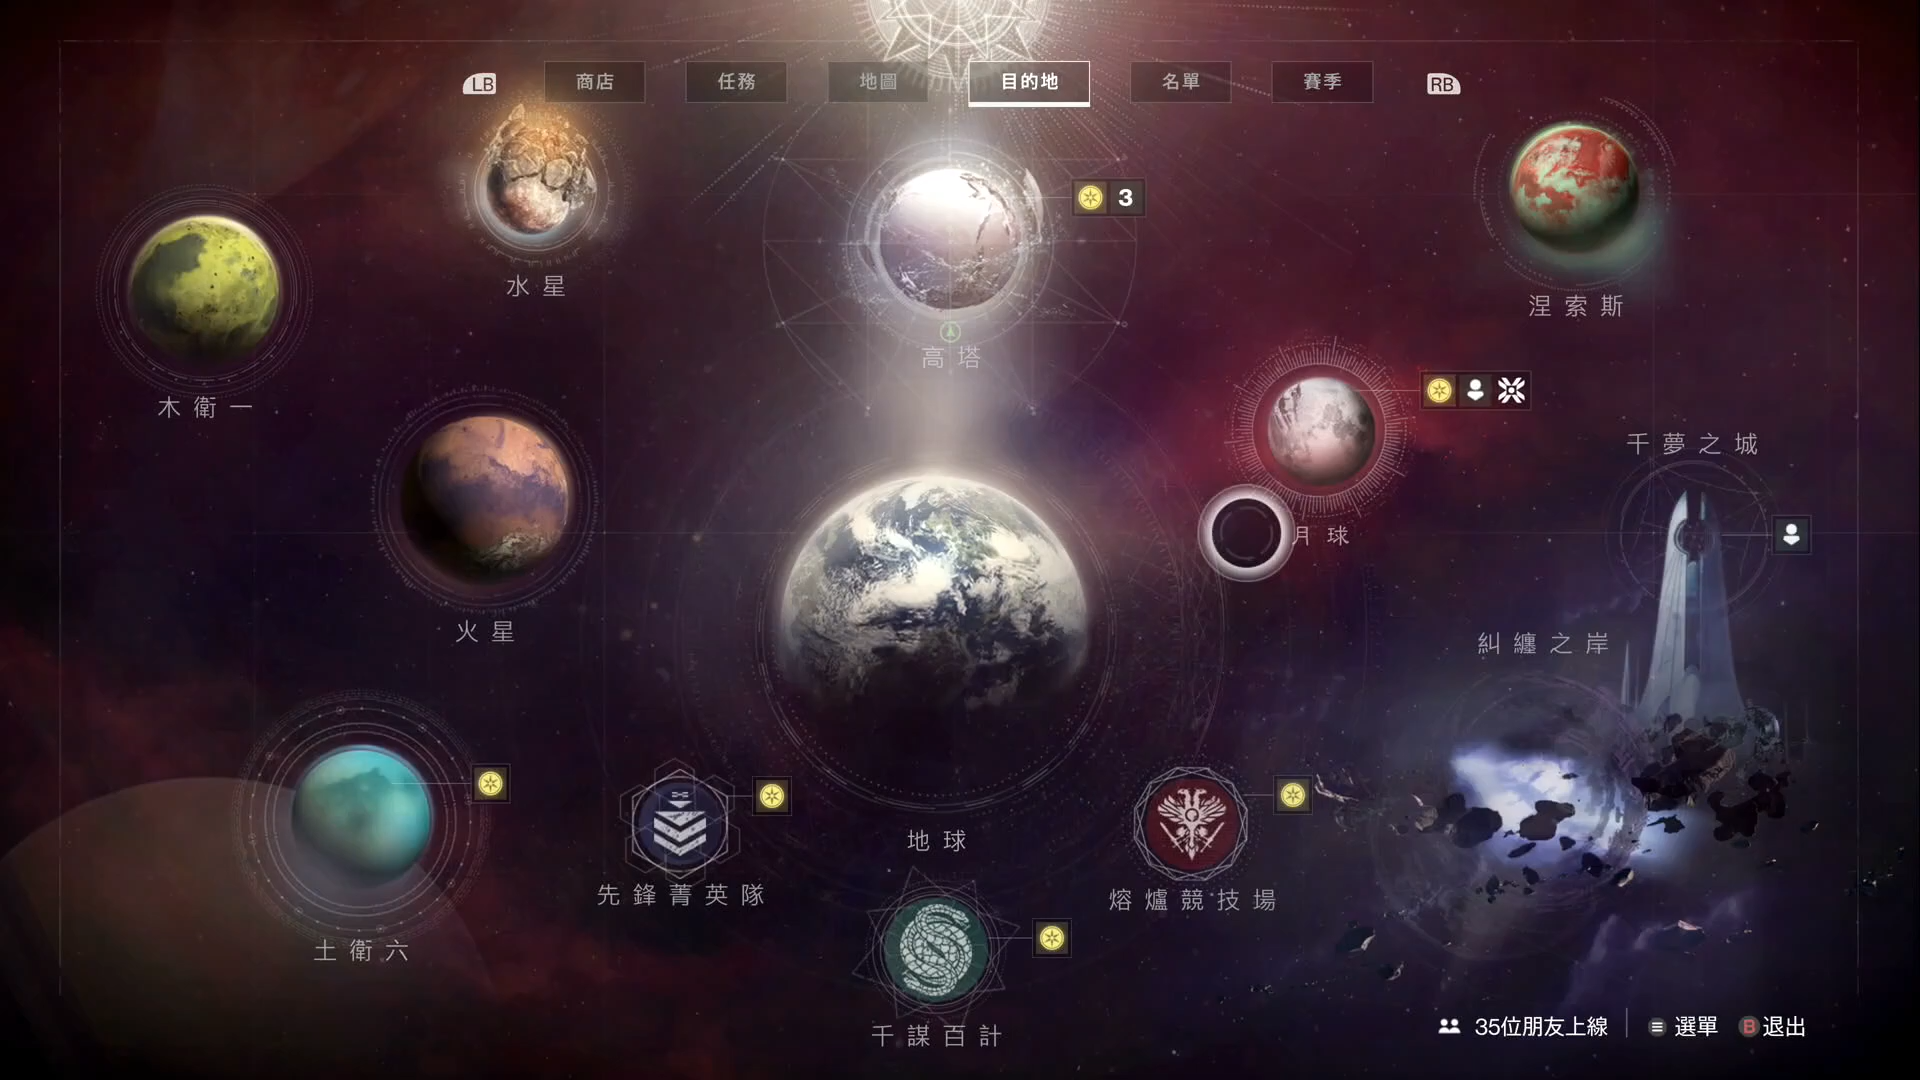 LB 商店 任務 地圖 目的地 名單 賽季 RB
3
水星
涅索斯
高塔
木衛一
千夢之城
月球
火星
糾纏之岸
地球
先鋒菁英隊
熔爐競技場
土衛六
千謀百計
35位朋友上線 選單 B 退出